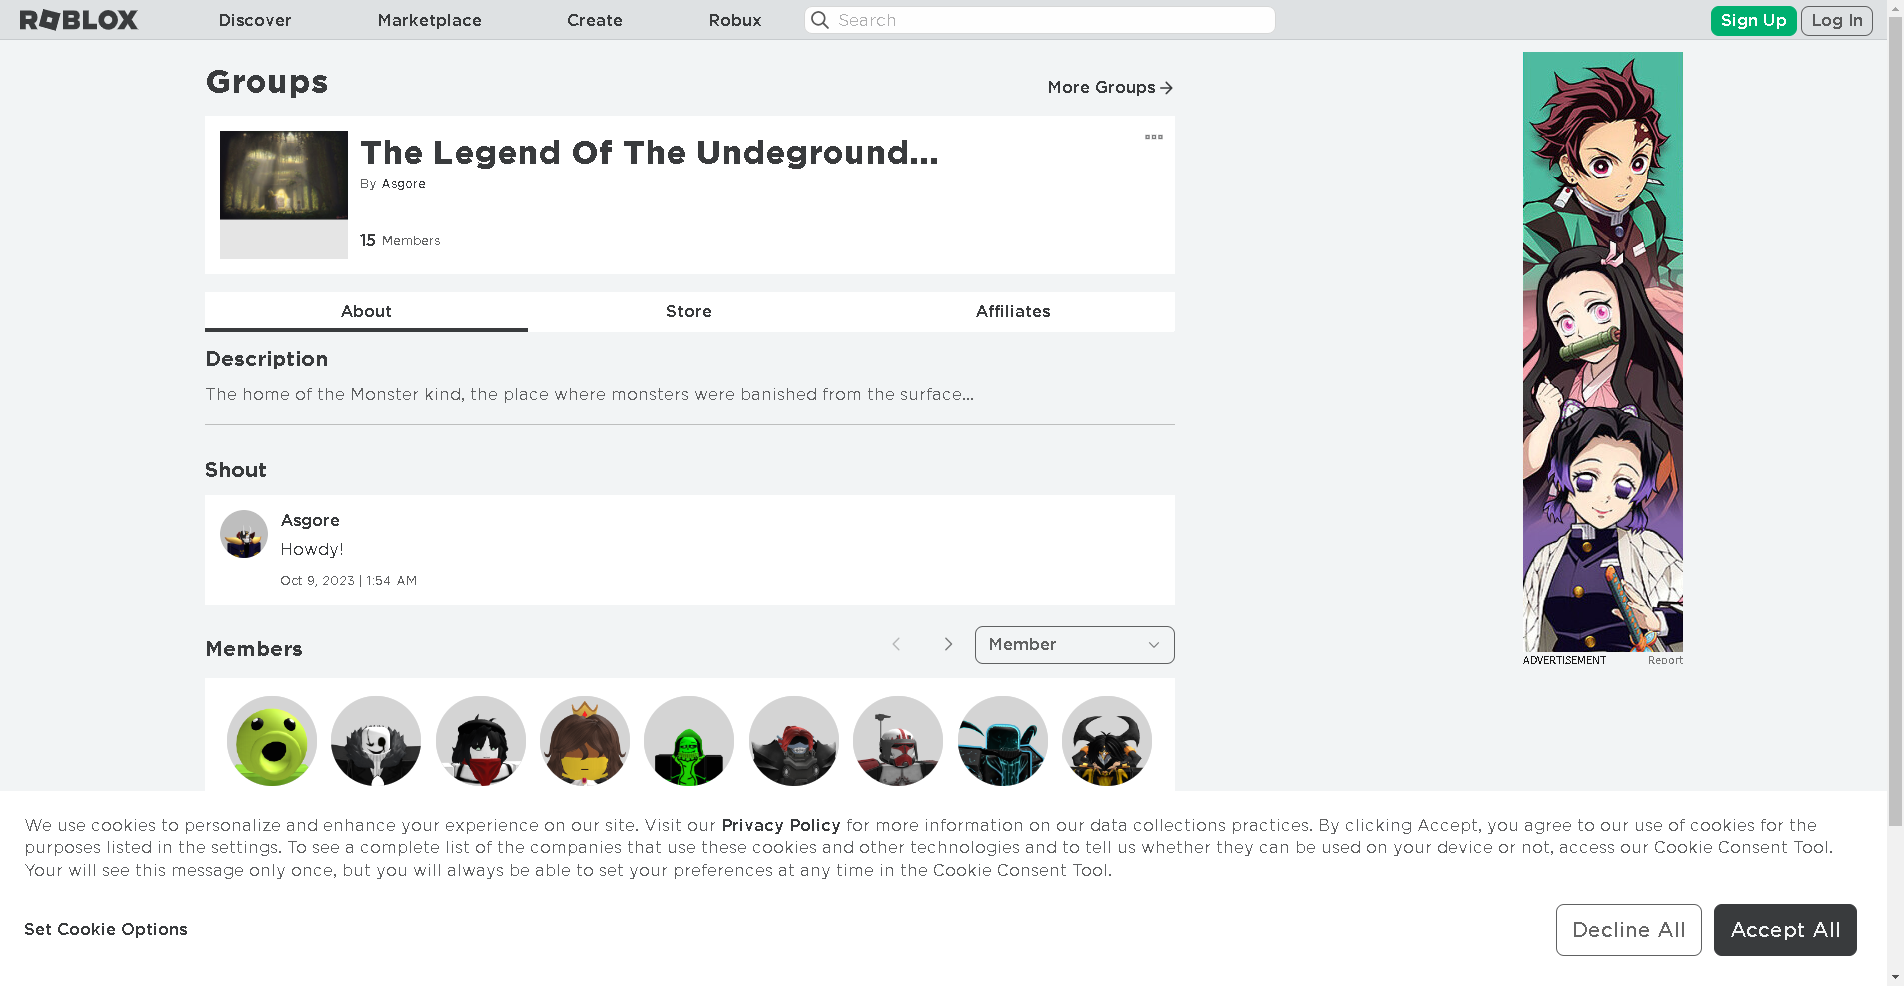 ROBLOX
Discover
Marketplace
Create
Robux
Search
Sign Up
Log In
Groups
More Groups
The Legend Of The Undeground...
By Asgore
15 Members
About
Store
Affiliates
Description
The home of the Monster kind, the place where monsters were banished from the surface...
Shout
Asgore
Howdy!
Oct 9, 2023 | 1:54 AM
Members
Member
ADVERTISEMENT
Report
We use cookies to personalize and enhance your experience on our site. Visit our Privacy Policy for more information on our data collections practices. By clicking Accept, you agree to our use of cookies for the
purposes listed in the settings. To see a complete list of the companies that use these cookies and other technologies and to tell us whether they can be used on your device or not, access our Cookie Consent Tool.
Your will see this message only once, but you will always be able to set your preferences at any time in the Cookie Consent Tool.
Set Cookie Options
Decline All
Accept All